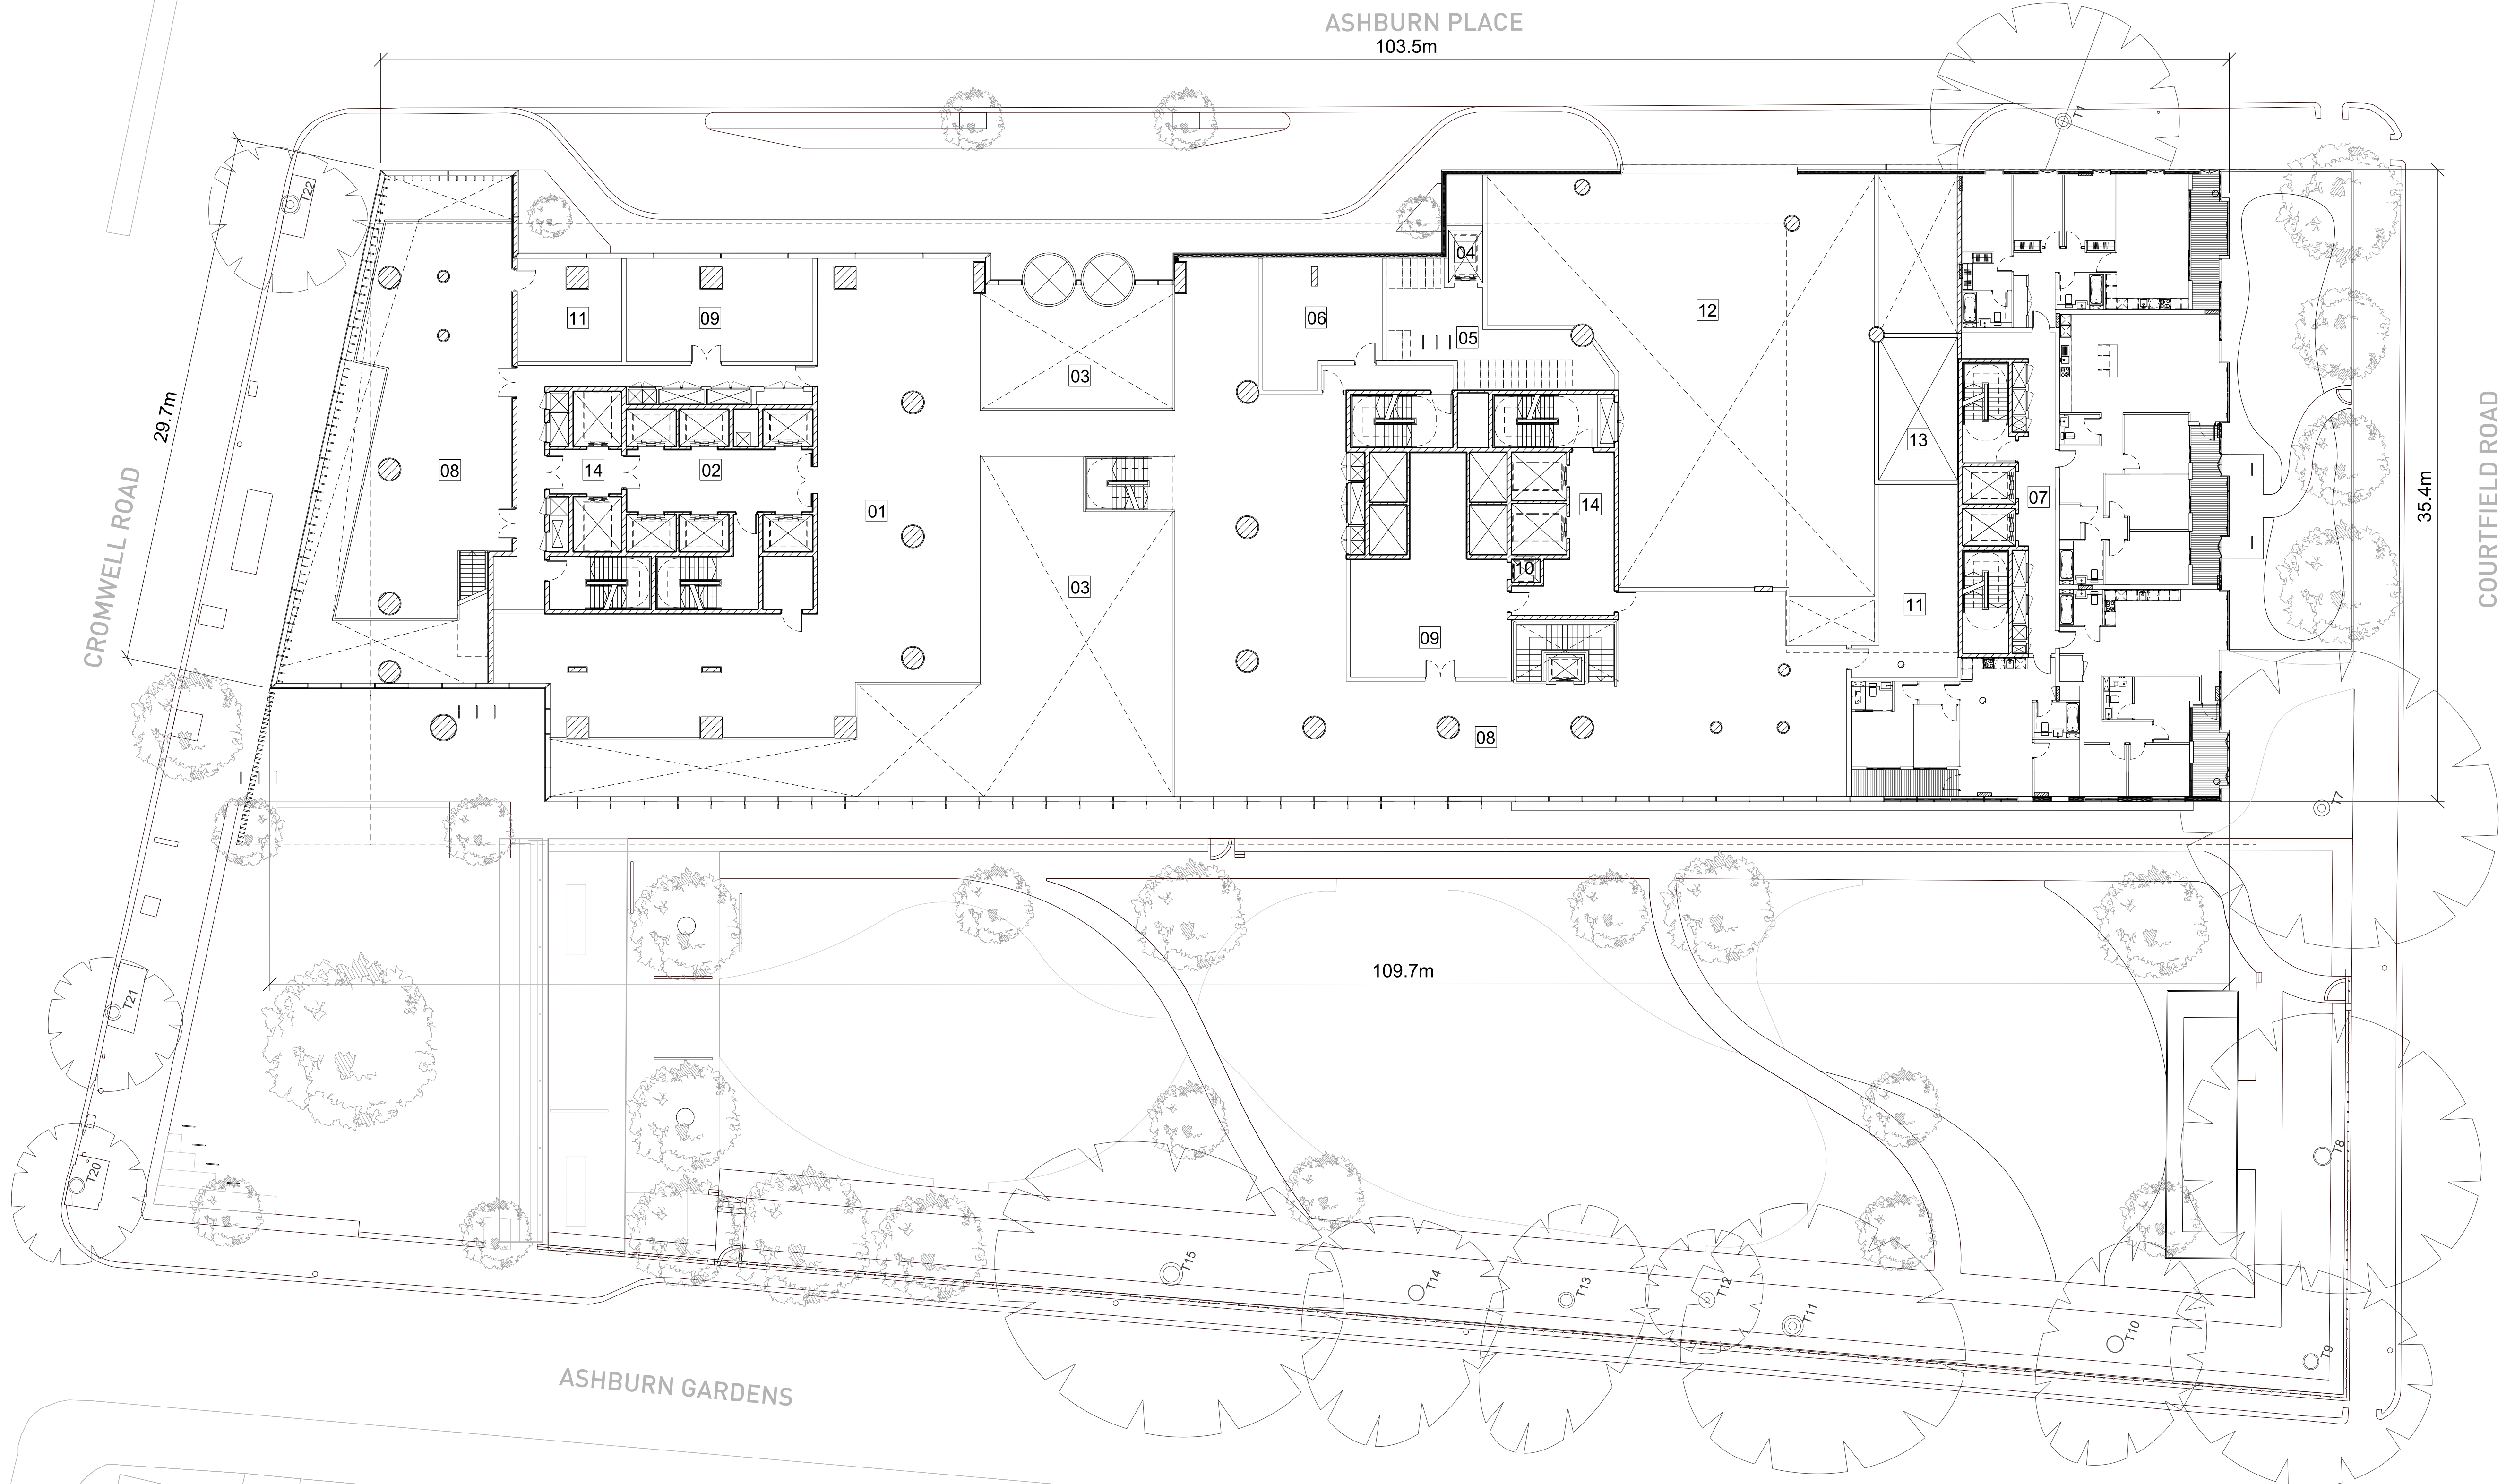 ASHBURN PLACE
103.5m
T1
T22
04
11
09
06
12
05
03
29.7m
13
CROMWELL ROAD
08
14
02
01
14
07
35.4m
COURTFIELD ROAD
10
03
11
09
08
T7
109.7m
T21
T20
T8
T15
T14
T13
T12
T11
T10
T9
ASHBURN GARDENS